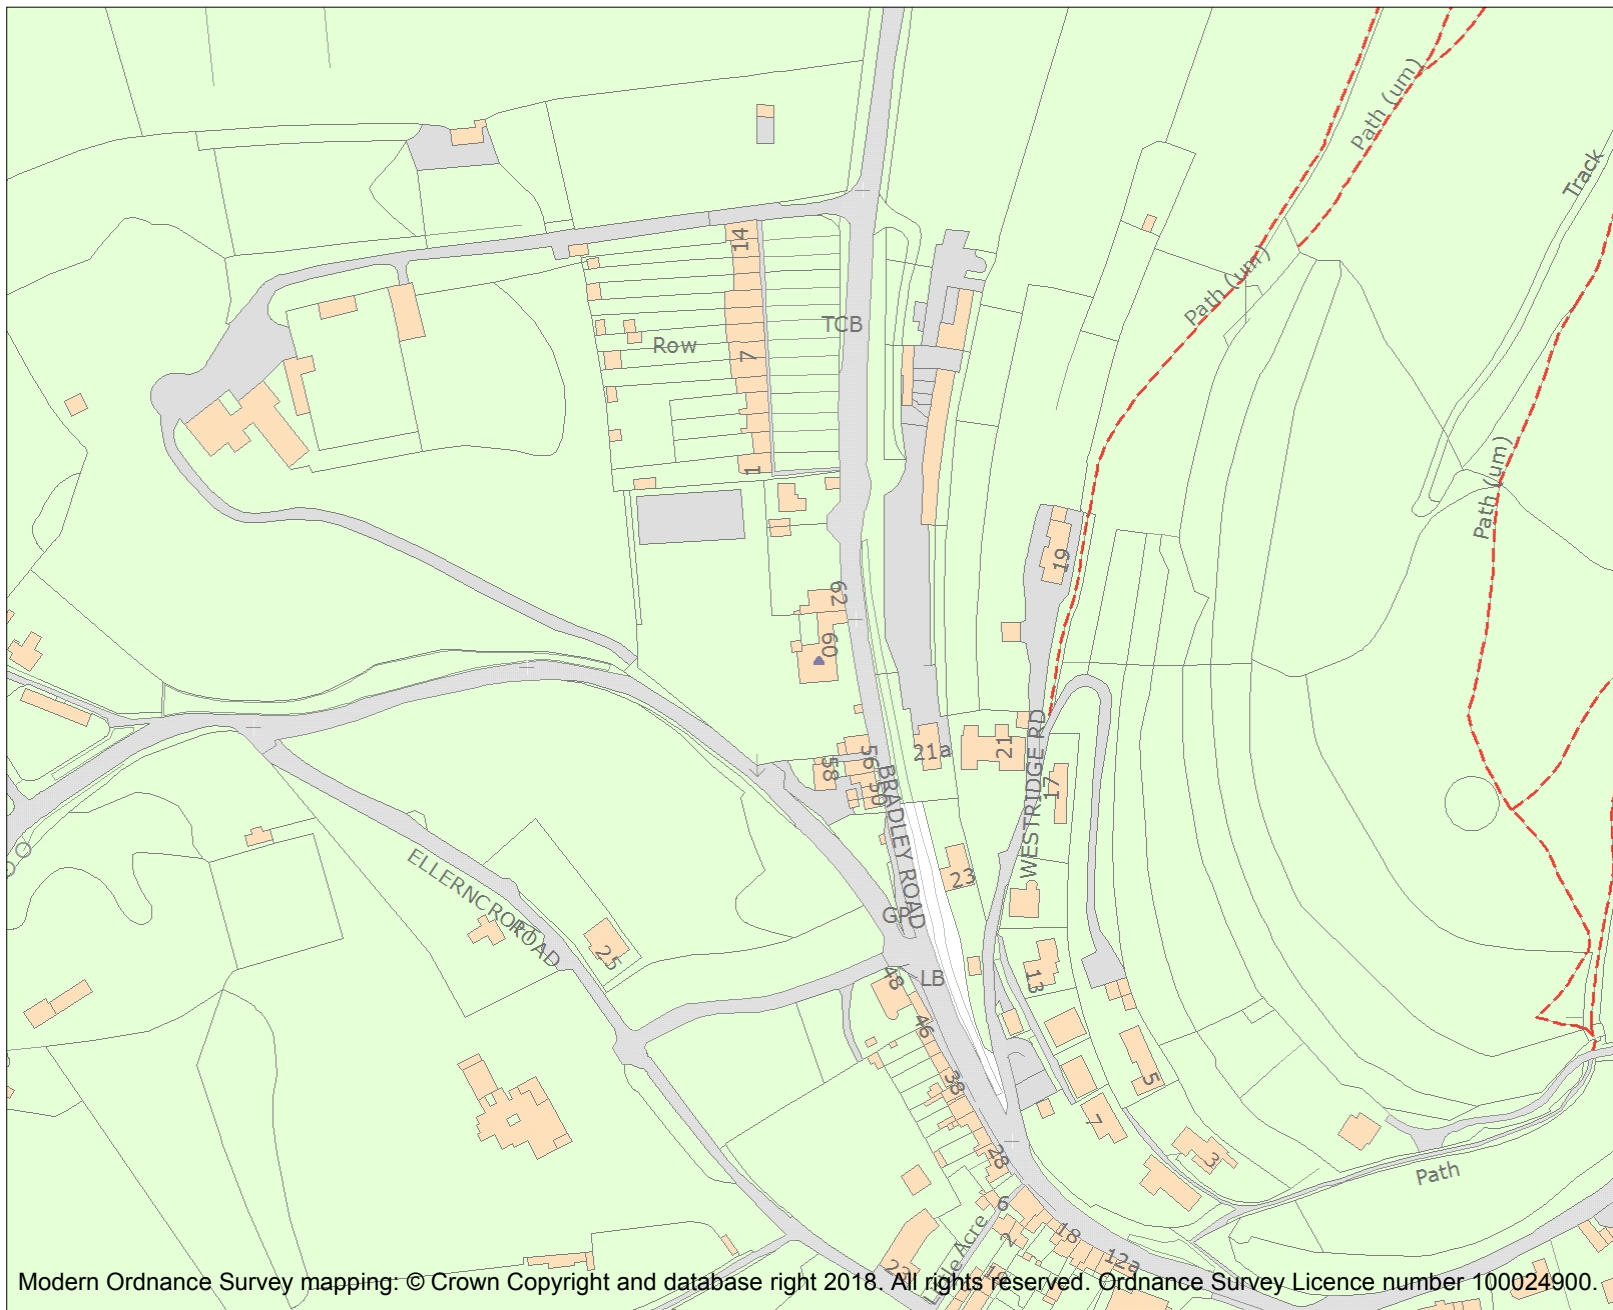 Path (um)
Track
14
Path (um)
TCB
Row
7
1
Path (um)
19
62
60
WESTRIDGE RD
21a
21
56
58
50
17
BRADLEY ROAD
23
ELLERNCROFT ROAD
GP
25
LB
48
13
46
38
5
7
28
3
Path
6
18
2
12a
Little Acre
Modern Ordnance Survey mapping: © Crown Copyright and database right 2018. All rights reserved. Ordnance Survey Licence number 100024900.